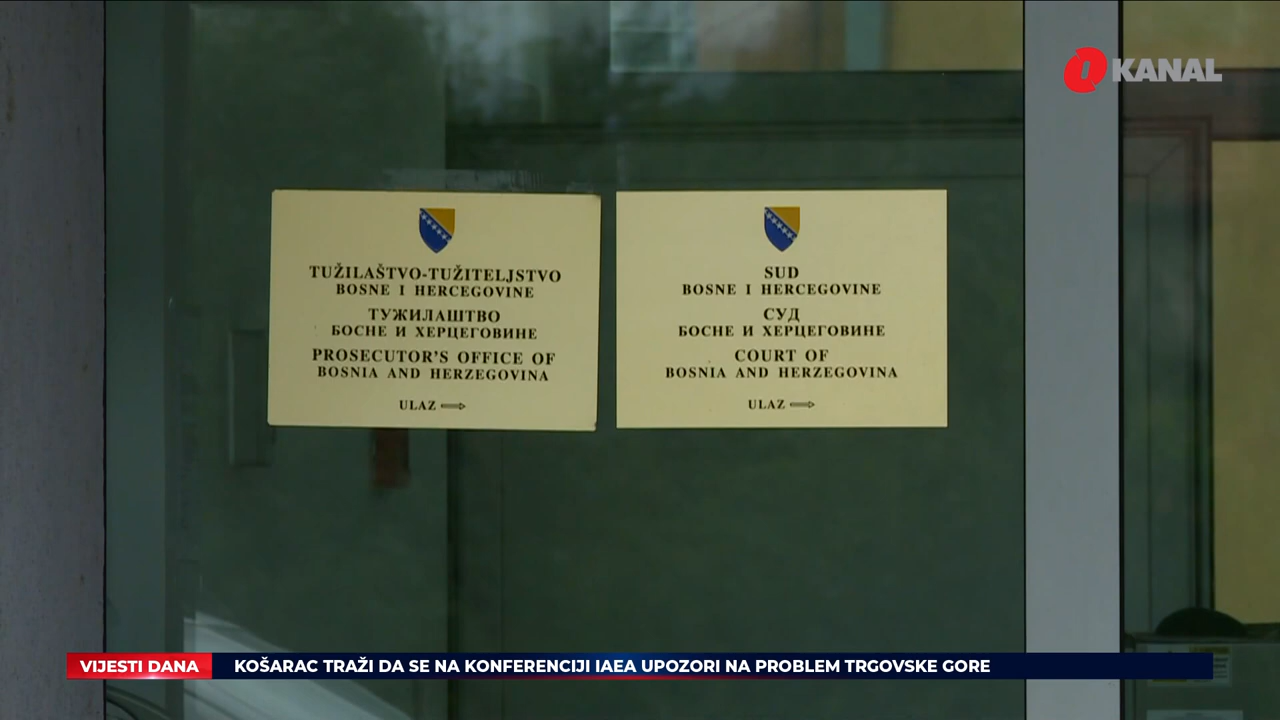 KANAL
TUŽILAŠTVO-TUŽITELJSTVO
BOSNE I HERCEGOVINE
ТУЖИЛАШТВО
БОСНЕ И ХЕРЦЕГОВИНЕ
PROSECUTOR'S OFFICE OF
BOSNIA AND HERZEGOVINA
ULAZ
SUD
BOSNE I HERCEGOVINE
СУД
БОСНЕ И ХЕРЦЕГОВИНЕ
COURT OF
BOSNIA AND HERZEGOVINA
ULAZ
VIJESTI DANA KOŠARAC TRAŽI DA SE NA KONFERENCIJI IAEA UPOZORI NA PROBLEM TRGOVSKE GORE